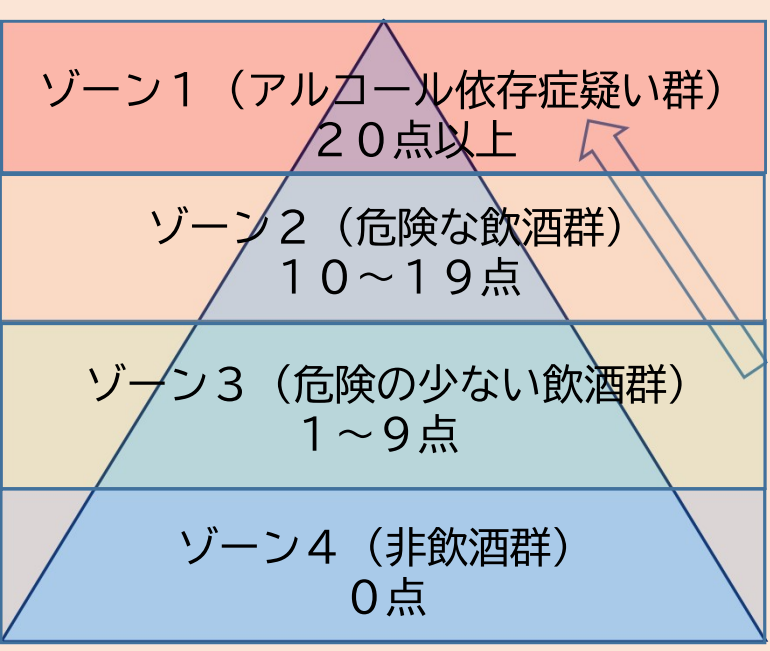 ゾーン１（アルコール依存症疑い群）
２０点以上
ゾーン２（危険な飲酒群）
１０～１９点
ゾーン３（危険の少ない飲酒群）
１～９点
ゾーン４（非飲酒群）
０点